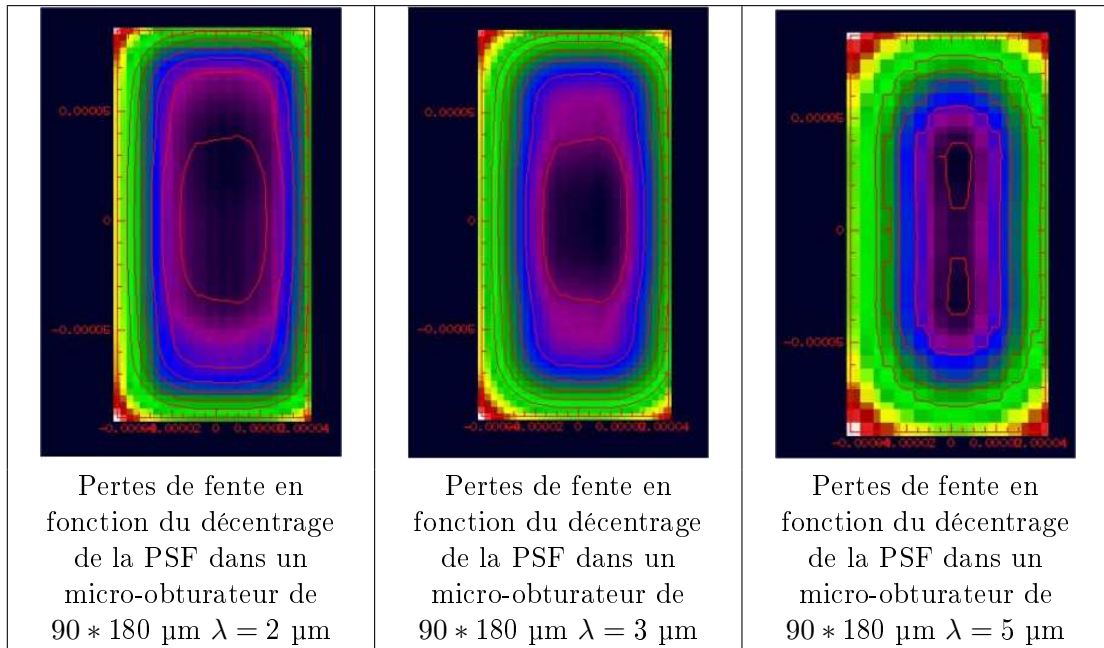 0.00005
0
-0.00005
0
0.00005
0
-0.00005
0
0.00005
0
-0.00005
0
Pertes de fente en
fonction du décentrage
de la PSF dans un
micro-obturateur de
90 * 180 µm λ = 2 µm
Pertes de fente en
fonction du décentrage
de la PSF dans un
micro-obturateur de
90 * 180 µm λ = 3 µm
Pertes de fente en
fonction du décentrage
de la PSF dans un
micro-obturateur de
90 * 180 µm λ = 5 µm